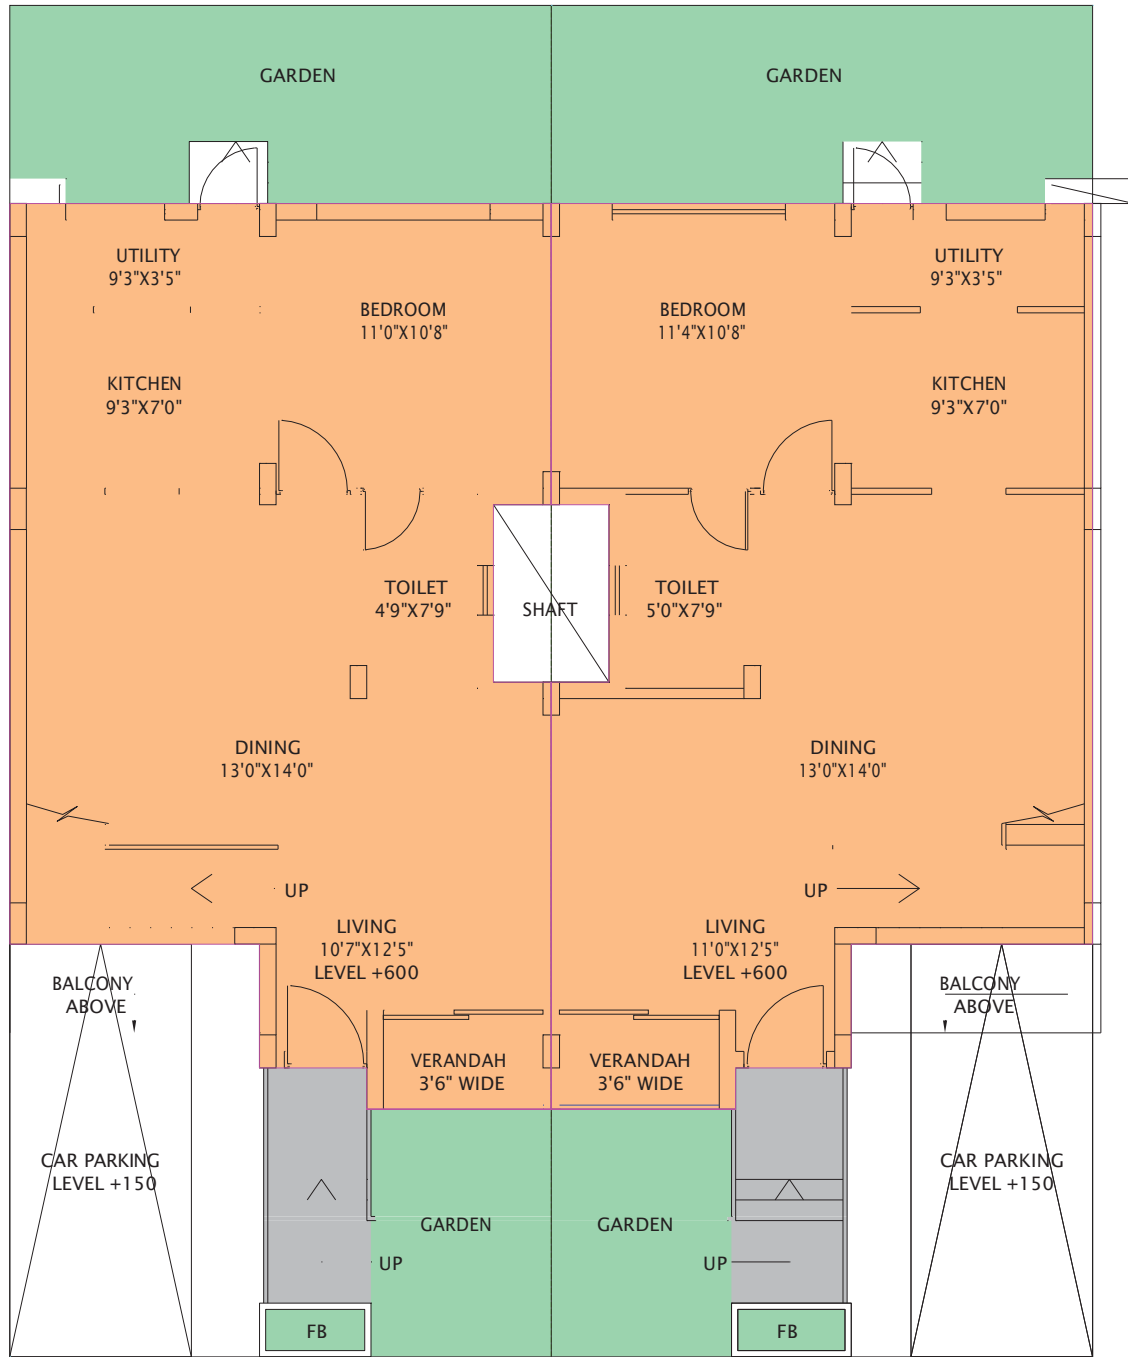 GARDEN
GARDEN
UTILITY
9'3"X3'5"
UTILITY
9'3"X3'5"
BEDROOM
11'0"X10'8"
BEDROOM
11'4"X10'8"
KITCHEN
9'3"X7'0"
KITCHEN
9'3"X7'0"
TOILET
4'9"X7'9"
SHAFT
TOILET
5'0"X7'9"
DINING
13'0"X14'0"
DINING
13'0"X14'0"
UP
UP
LIVING
10'7"X12'5"
LEVEL +600
LIVING
11'0"X12'5"
LEVEL +600
BALCONY
ABOVE
BALCONY
ABOVE
VERANDAH
3'6" WIDE
VERANDAH
3'6" WIDE
CAR PARKING
LEVEL +150
CAR PARKING
LEVEL +150
GARDEN
GARDEN
UP
UP
FB
FB